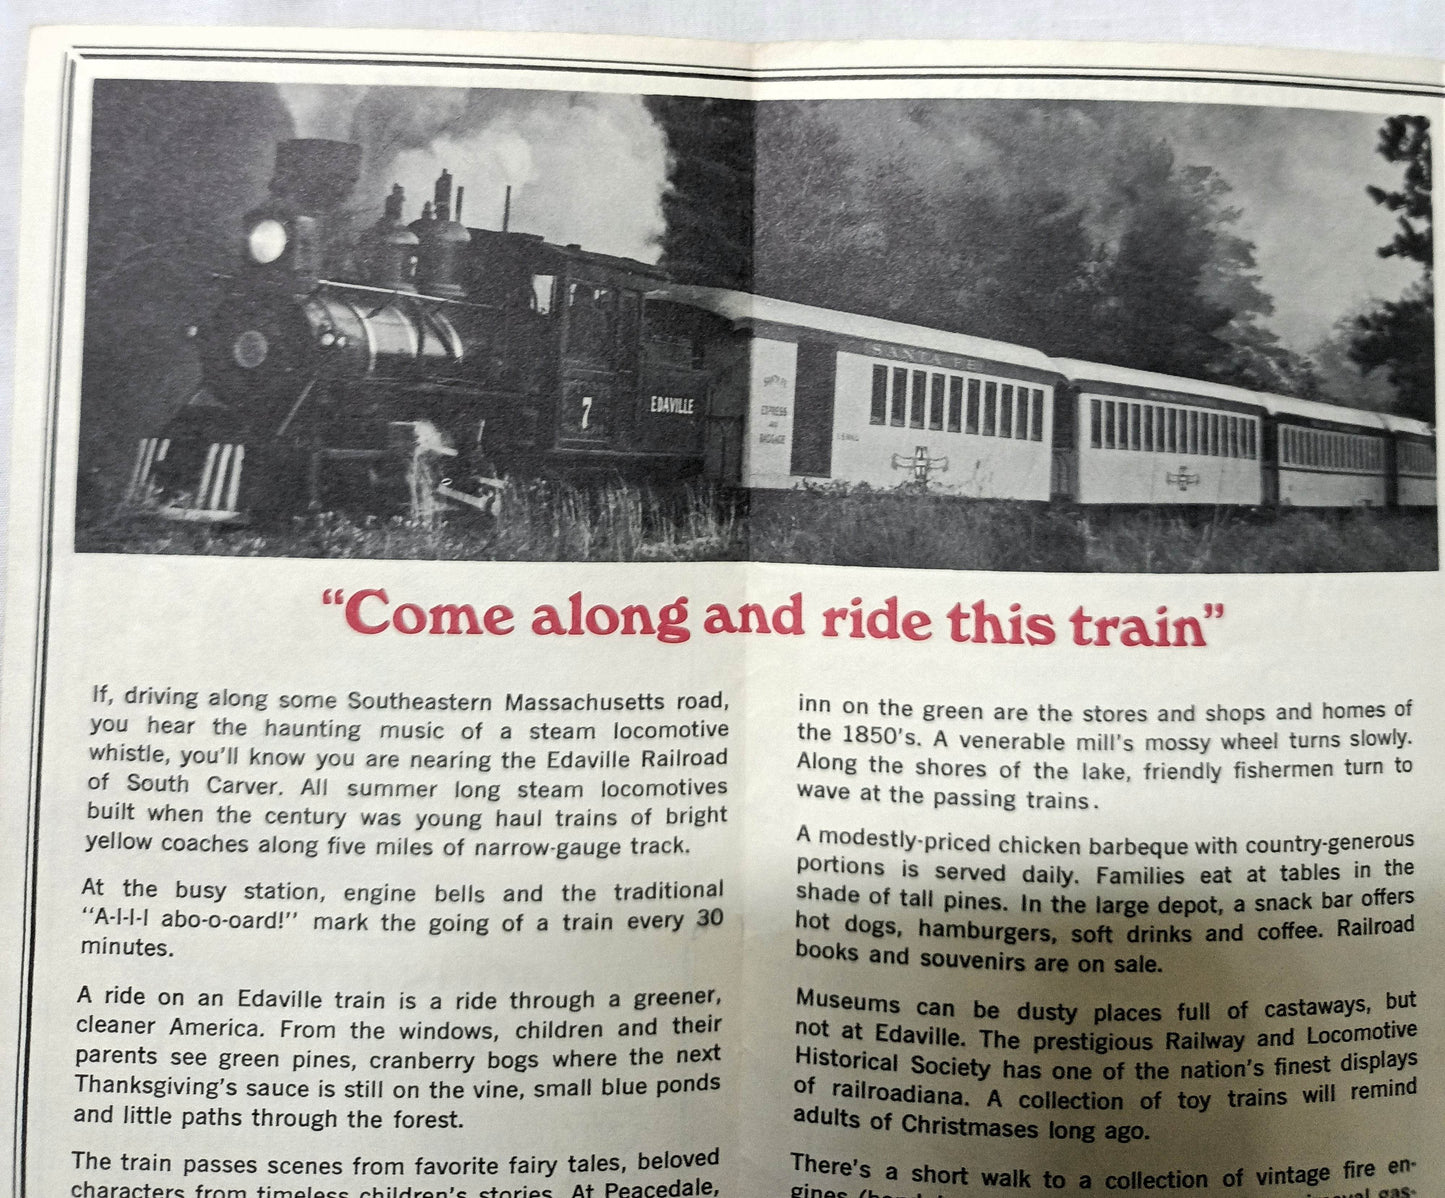 7
EDAVILLE
SANTA FE
EXPRESS
AND
BAGGAGE
SANTA FE
"Come along and ride this train"
If, driving along some Southeastern Massachusetts road,
you hear the haunting music of a steam locomotive
whistle, you'll know you are nearing the Edaville Railroad
of South Carver. All summer long steam locomotives
built when the century was young haul trains of bright
yellow coaches along five miles of narrow-gauge track.
At the busy station, engine bells and the traditional
"A-l-l-l abo-o-oard!" mark the going of a train every 30
minutes.
A ride on an Edaville train is a ride through a greener,
cleaner America. From the windows, children and their
parents see green pines, cranberry bogs where the next
Thanksgiving's sauce is still on the vine, small blue ponds
and little paths through the forest.
The train passes scenes from favorite fairy tales, beloved
characters from timeless children's stories. At Peacedale,
inn on the green are the stores and shops and homes of
the 1850's. A venerable mill's mossy wheel turns slowly.
Along the shores of the lake, friendly fishermen turn to
wave at the passing trains.
A modestly-priced chicken barbeque with country-generous
portions is served daily. Families eat at tables in the
shade of tall pines. In the large depot, a snack bar offers
hot dogs, hamburgers, soft drinks and coffee. Railroad
books and souvenirs are on sale.
Museums can be dusty places full of castaways, but
not at Edaville. The prestigious Railway and Locomotive
Historical Society has one of the nation's finest displays
of railroadiana. A collection of toy trains will remind
adults of Christmases long ago.
There's a short walk to a collection of vintage fire en-
gines